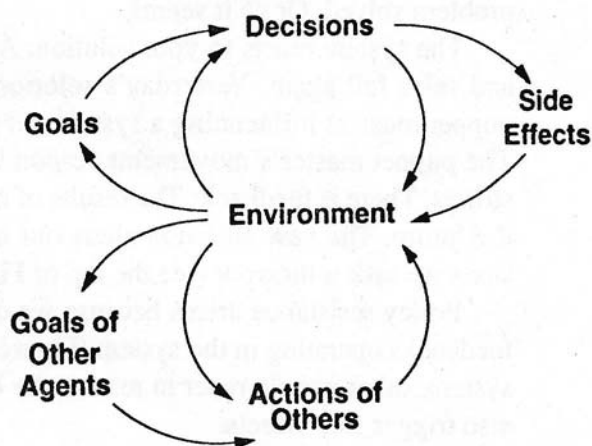 Decisions
Side
Effects
Goals
Environment
Goals of
Other
Agents
Actions of
Others